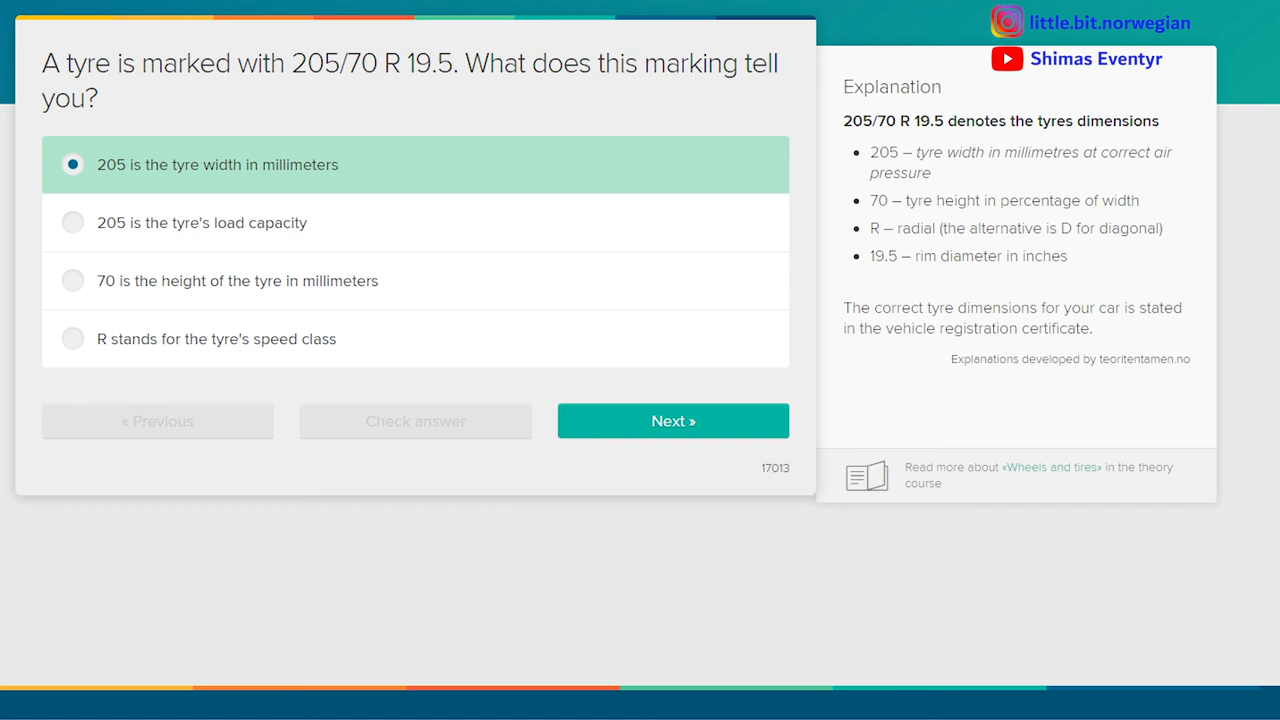 little.bit.norwegian
Shimas Eventyr
A tyre is marked with 205/70 R 19.5. What does this marking tell
you?
205 is the tyre width in millimeters
205 is the tyre's load capacity
70 is the height of the tyre in millimeters
R stands for the tyre's speed class
« Previous
Check answer
Next »
17013
Explanation
205/70 R 19.5 denotes the tyres dimensions
205 – tyre width in millimetres at correct air
pressure
70 – tyre height in percentage of width
R – radial (the alternative is D for diagonal)
19.5 – rim diameter in inches
The correct tyre dimensions for your car is stated
in the vehicle registration certificate.
Explanations developed by teoritentamen.no
Read more about «Wheels and tires» in the theory
course